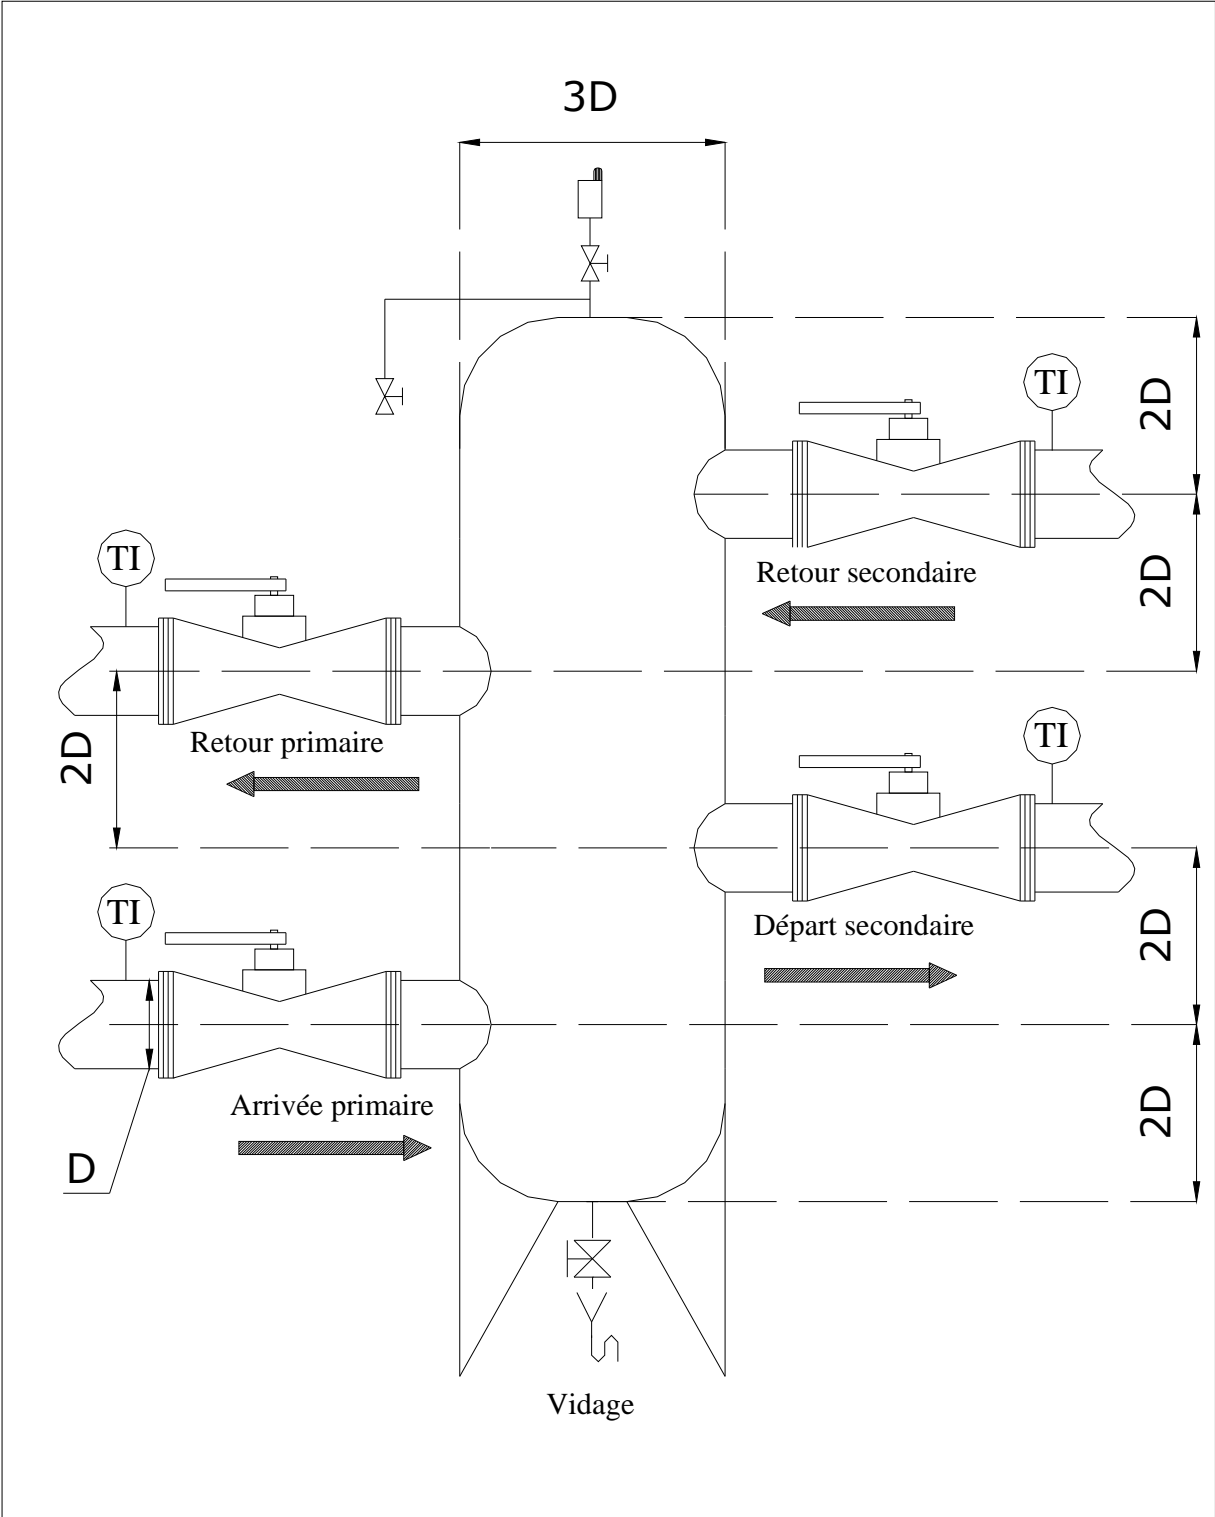 3D
TI
2D
TI
2D
Retour secondaire
TI
Retour primaire
2D
TI
Départ secondaire
2D
Arrivée primaire
2D
D
Vidage